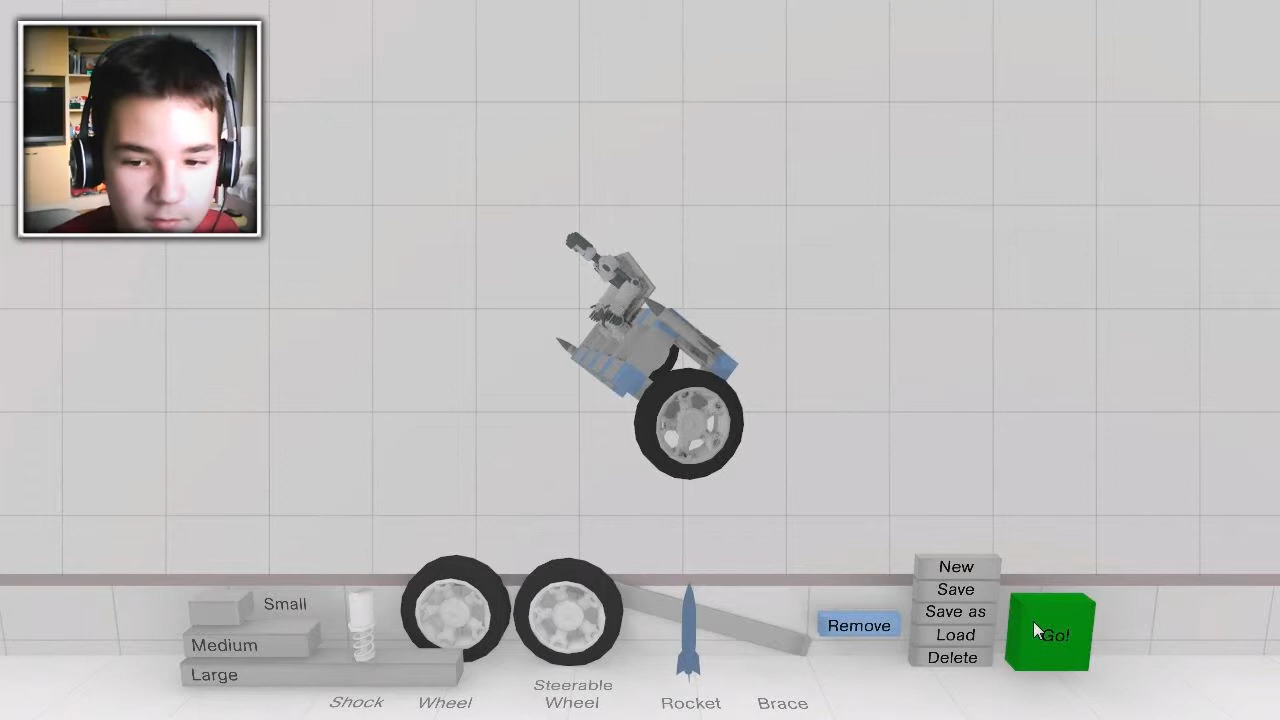 Small
Medium
Large
Shock
Wheel
Steerable
Wheel
Rocket
Brace
Remove
New
Save
Save as
Load
Delete
Go!